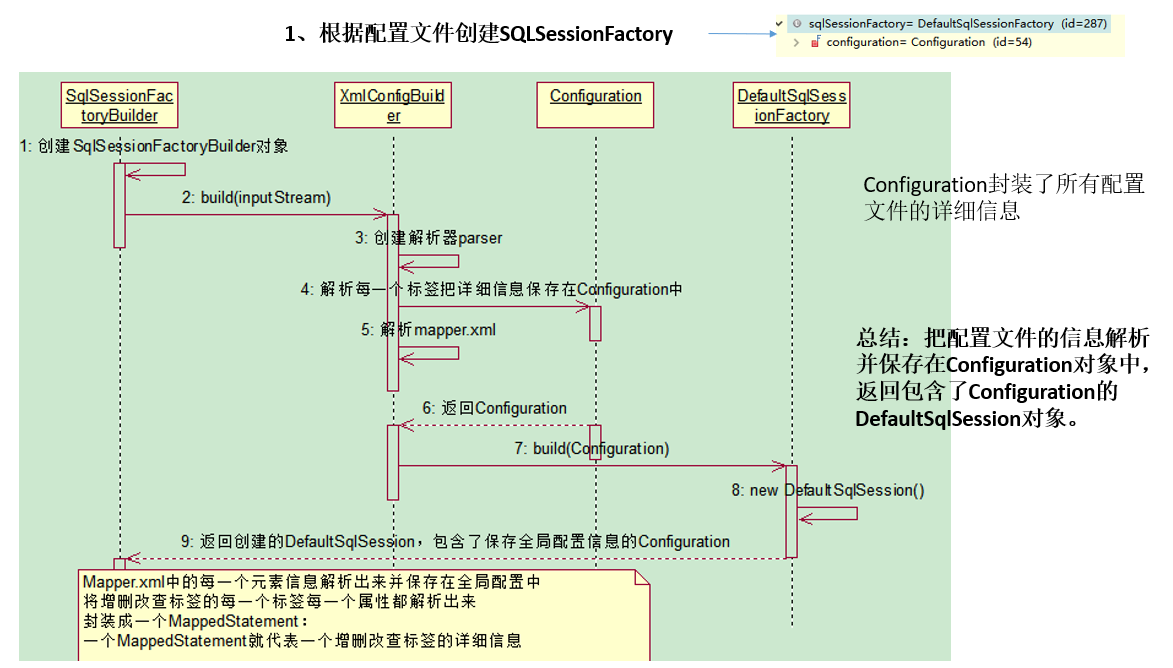 1、根据配置文件创建SQLSessionFactory
sqlSessionFactory= DefaultSqlSessionFactory (id=287)
configuration= Configuration (id=54)
SqlSessionFac
toryBuilder
XmlConfigBuild
er
Configuration
DefaultSqlSess
ionFactory
1: 创建SqlSessionFactoryBuilder对象
2: build(inputStream)
Configuration封装了所有配置
文件的详细信息
3: 创建解析器parser
4: 解析每一个标签把详细信息保存在Configuration中
5: 解析mapper.xml
总结：把配置文件的信息解析
并保存在Configuration对象中，
返回包含了Configuration的
DefaultSqlSession对象。
6: 返回Configuration
7: build(Configuration)
8: new DefaultSqlSession()
9: 返回创建的DefaultSqlSession，包含了保存全局配置信息的Configuration
Mapper.xml中的每一个元素信息解析出来并保存在全局配置中
将增删改查标签的每一个标签每一个属性都解析出来
封装成一个MappedStatement：
一个MappedStatement就代表一个增删改查标签的详细信息